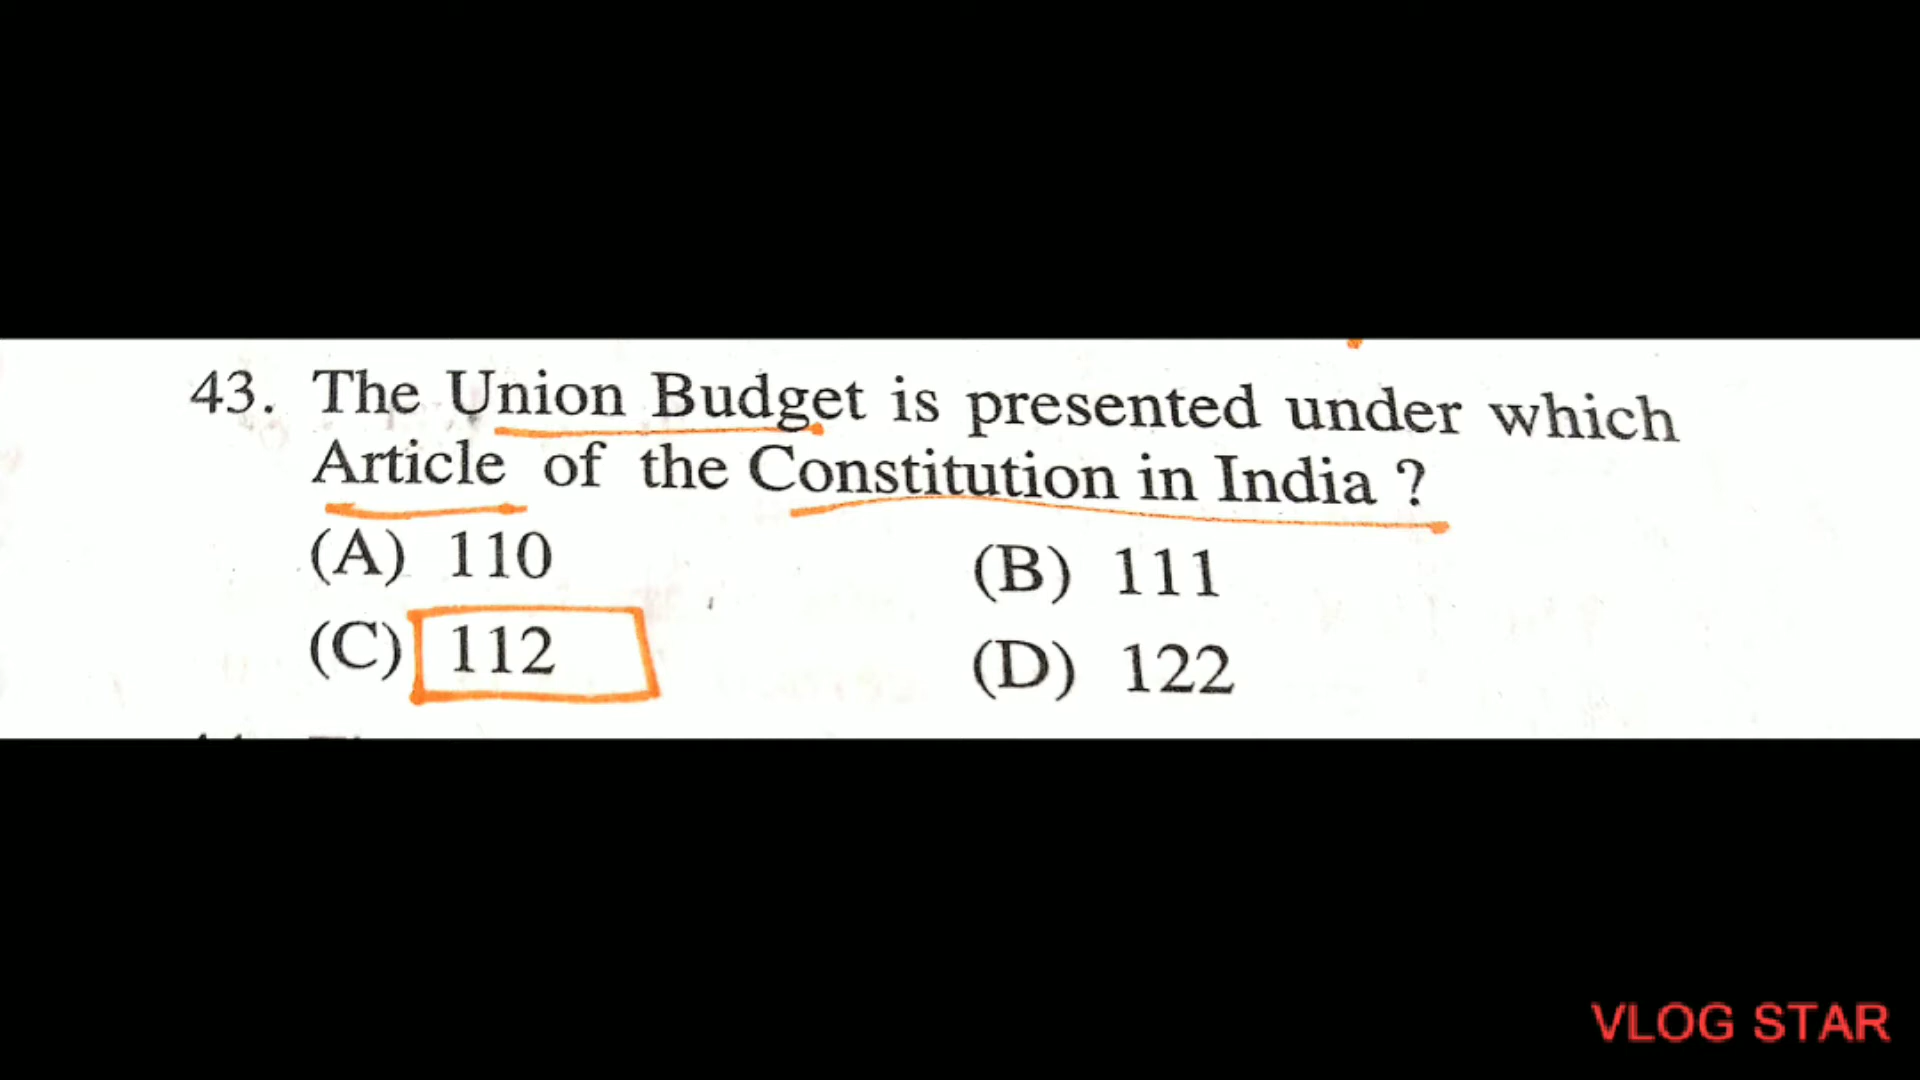 43. The Union Budget is presented under which
Article of the Constitution in India ?
(A) 110 (B) 111
(C) 112 (D) 122
VLOG STAR